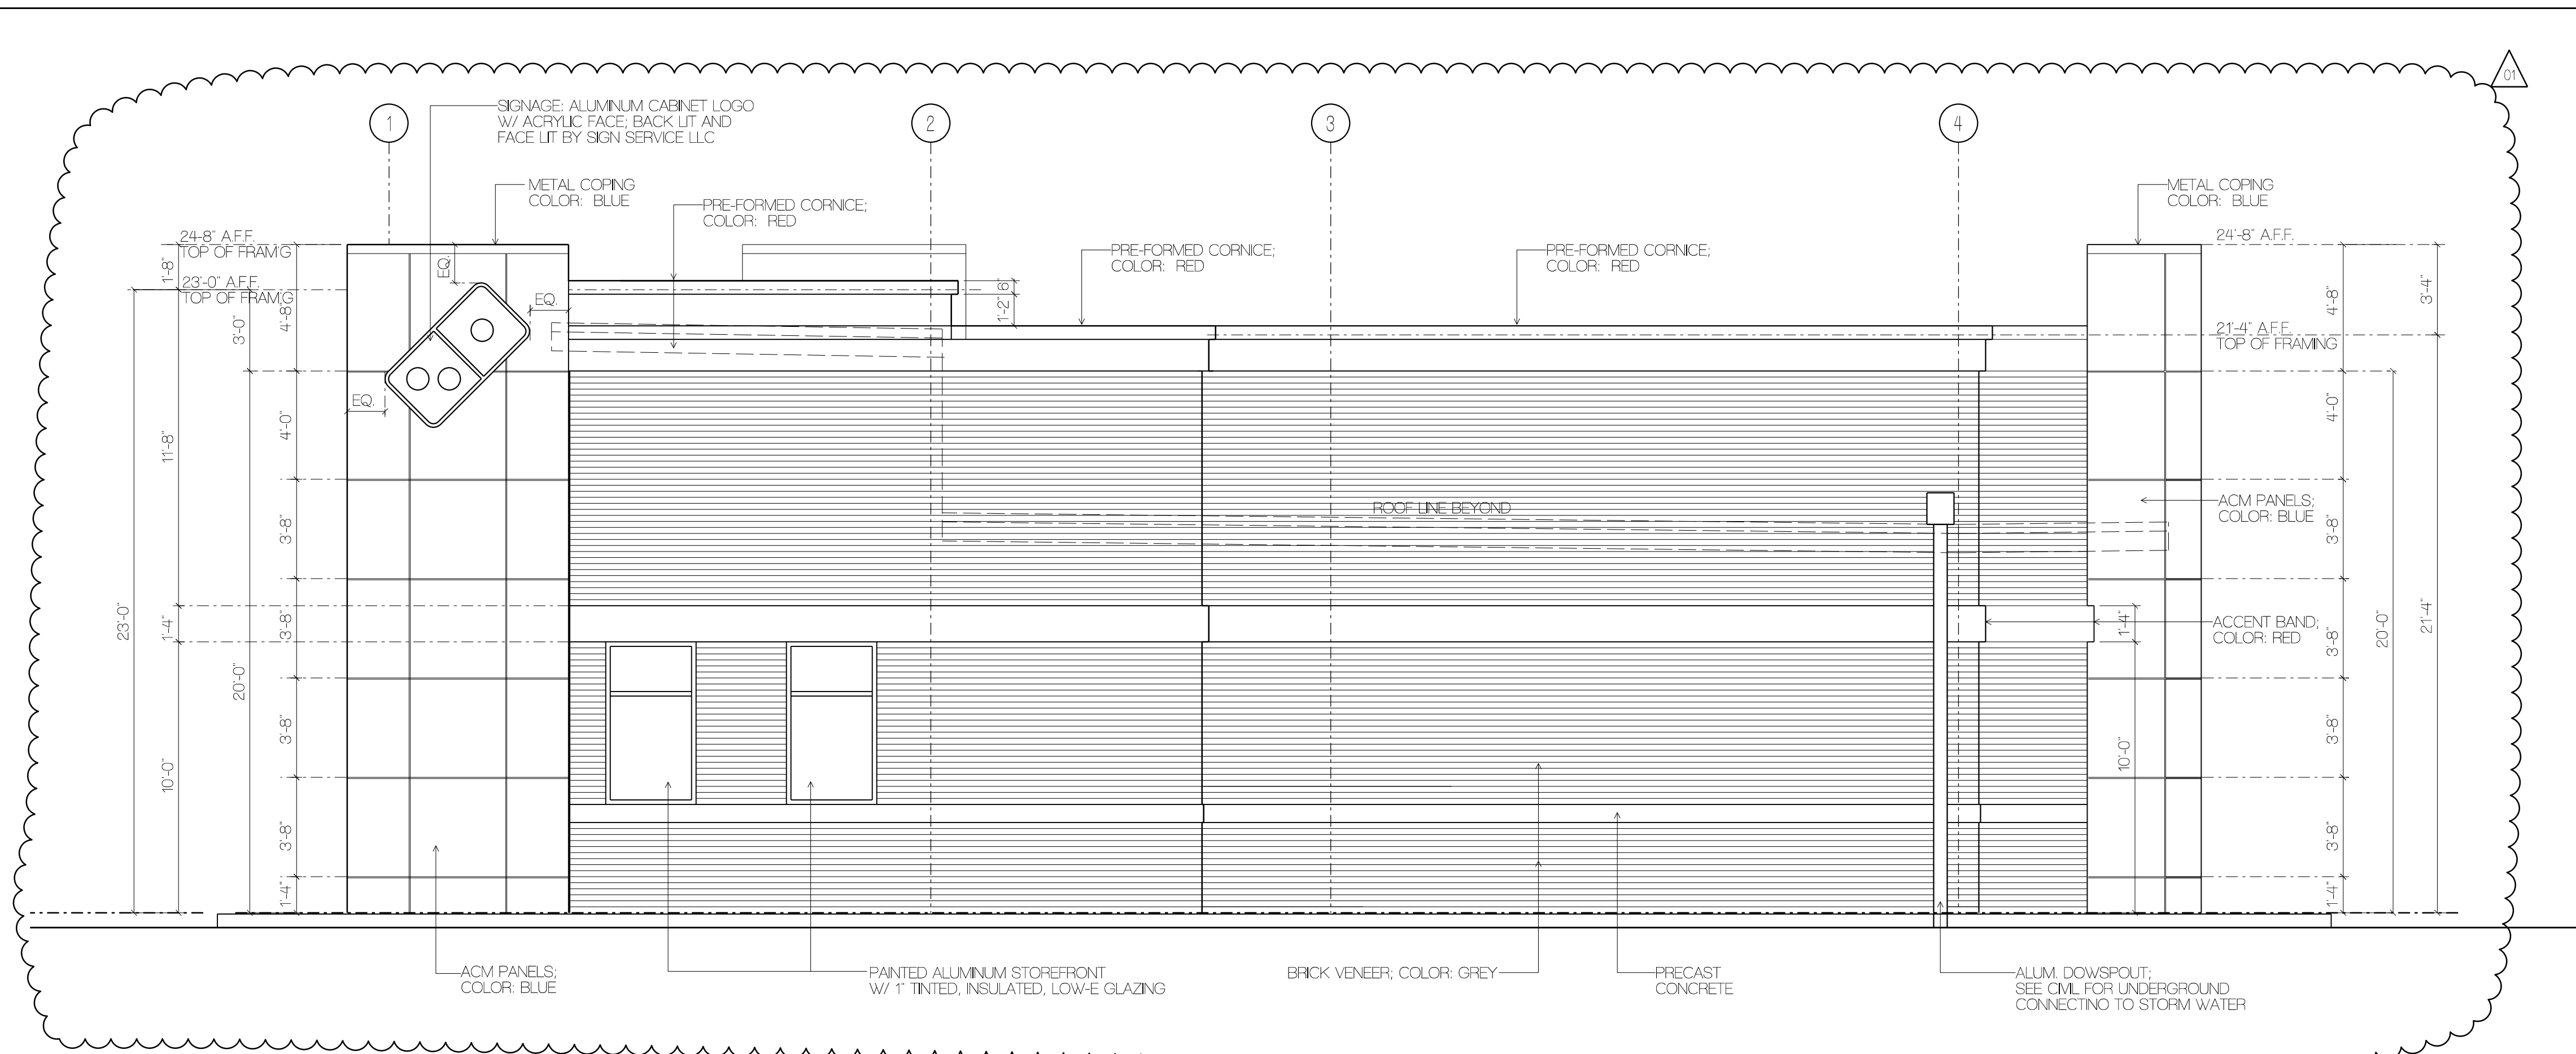 01
SIGNAGE: ALUMINUM CABINET LOGO
W/ ACRYLIC FACE; BACK LIT AND
FACE LIT BY SIGN SERVICE LLC
1
2
3
4
METAL COPING
COLOR: BLUE
PRE-FORMED CORNICE;
COLOR: RED
METAL COPING
COLOR: BLUE
24-8" A.F.F.
TOP OF FRAM'G
1'-8"
23'-0" A.F.F.
TOP OF FRAM'G
EQ.
EQ.
EQ.
6"
1'-2"
PRE-FORMED CORNICE;
COLOR: RED
PRE-FORMED CORNICE;
COLOR: RED
24'-8" A.F.F.
21'-4" A.F.F.
TOP OF FRAMING
4'-8"
3'-4"
3'-0"
4'-8"
11'-8"
4'-0"
3'-8"
3'-8"
3'-8"
3'-8"
1'-4"
1'-4"
23'-0"
20'-0"
10'-0"
ROOF LINE BEYOND
4'-0"
ACM PANELS;
COLOR: BLUE
3'-8"
ACCENT BAND;
COLOR: RED
1'-4"
3'-8"
20'-0"
21'-4"
10'-0"
3'-8"
3'-8"
1'-4"
ACM PANELS;
COLOR: BLUE
PAINTED ALUMINUM STOREFRONT
W/ 1" TINTED, INSULATED, LOW-E GLAZING
BRICK VENEER; COLOR: GREY
PRECAST
CONCRETE
ALUM. DOWSPOUT;
SEE CIVIL FOR UNDERGROUND
CONNECTINO TO STORM WATER